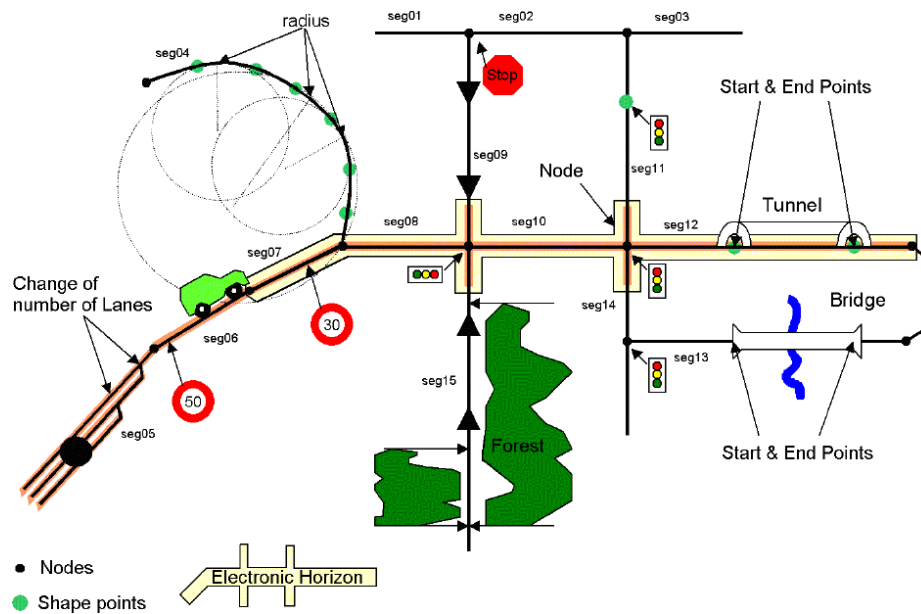 radius
seg01
seg02
seg03
seg04
Stop
Start & End Points
seg09
seg11
Node
Tunnel
seg08
seg10
seg12
seg07
Change of
number of Lanes
seg06
30
seg14
Bridge
50
seg15
seg13
seg05
Forest
Start & End Points
Nodes
Electronic Horizon
Shape points